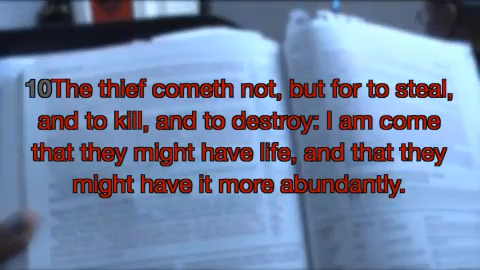 10The thief cometh not, but for to steal,
and to kill, and to destroy: I am come
that they might have life, and that they
might have it more abundantly.